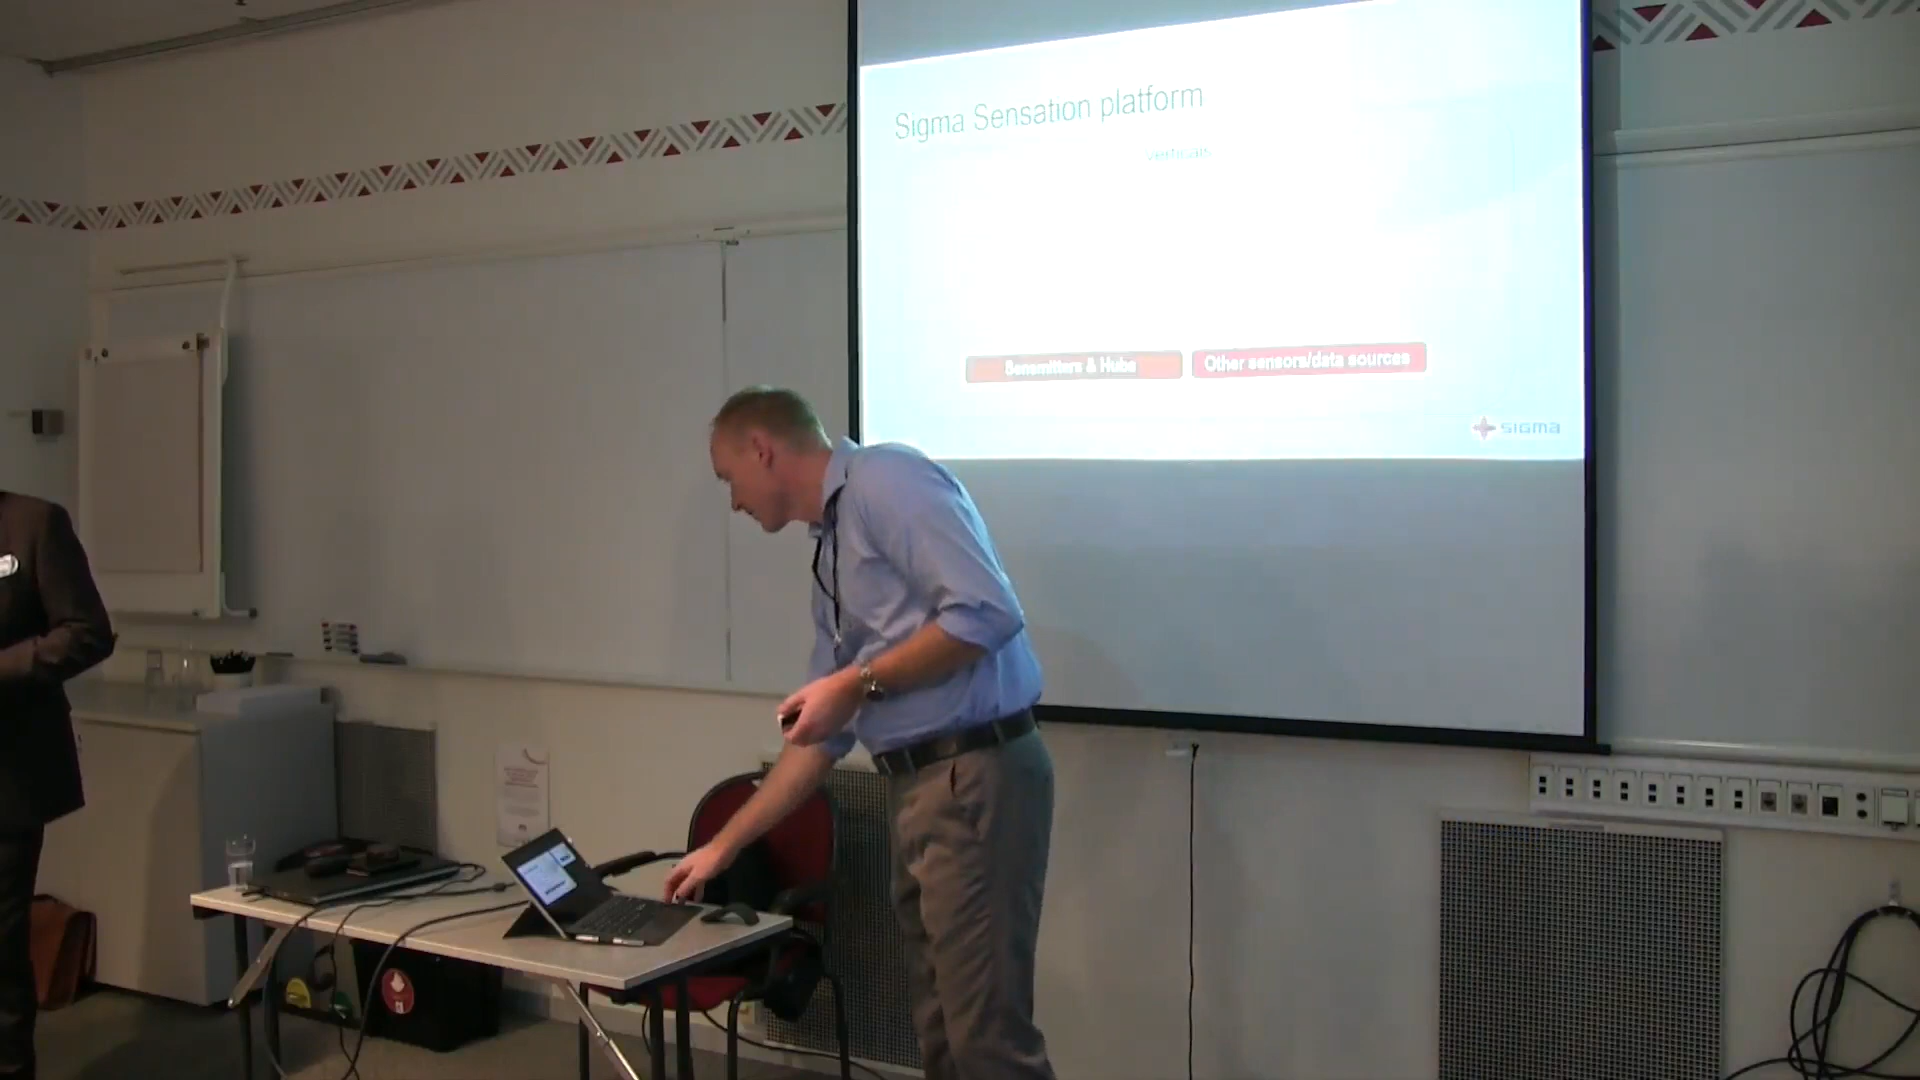 Sigma Sensation platform
verticals
Sensmitters & Hubs
Other sensors/data sources
SIGMA